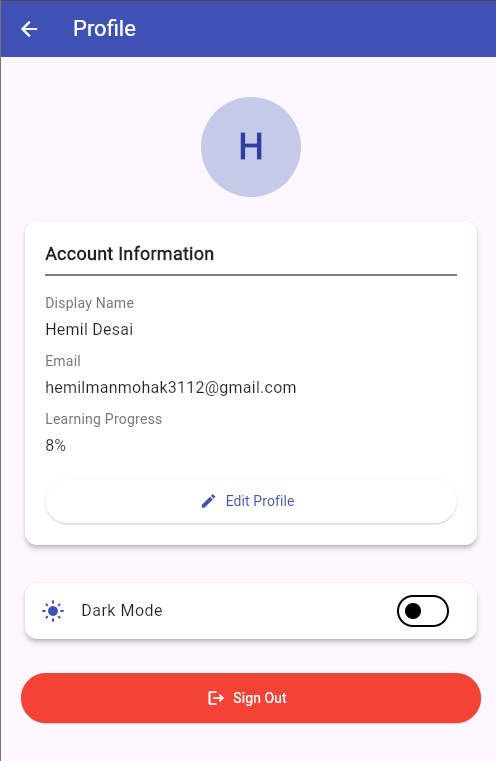 Profile
H
Account Information
Display Name
Hemil Desai
Email
hemilmanmohak3112@gmail.com
Learning Progress
8%
Edit Profile
Dark Mode
Sign Out